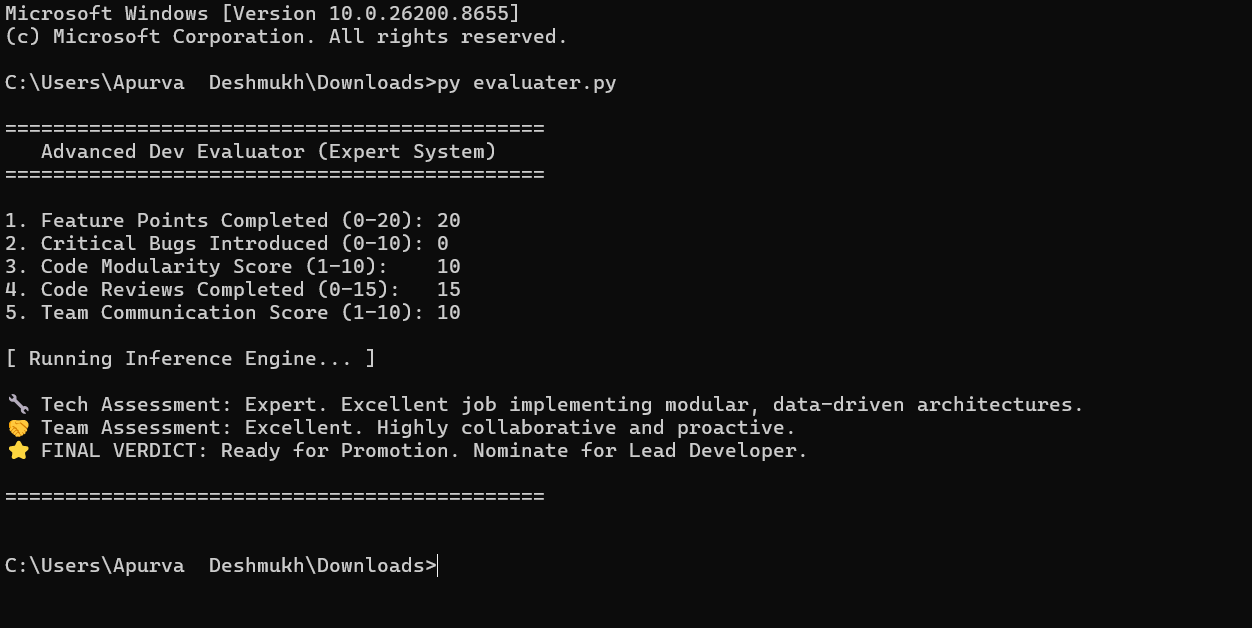 Microsoft Windows [Version 10.0.26200.8655]
(c) Microsoft Corporation. All rights reserved.
C:\Users\Apurva  Deshmukh\Downloads>py evaluater.py
=============================================
   Advanced Dev Evaluator (Expert System)
=============================================
1. Feature Points Completed (0-20): 20
2. Critical Bugs Introduced (0-10): 0
3. Code Modularity Score (1-10):    10
4. Code Reviews Completed (0-15):   15
5. Team Communication Score (1-10): 10
[ Running Inference Engine... ]
🔧 Tech Assessment: Expert. Excellent job implementing modular, data-driven architectures.
🤝 Team Assessment: Excellent. Highly collaborative and proactive.
⭐ FINAL VERDICT: Ready for Promotion. Nominate for Lead Developer.
=============================================
C:\Users\Apurva  Deshmukh\Downloads>